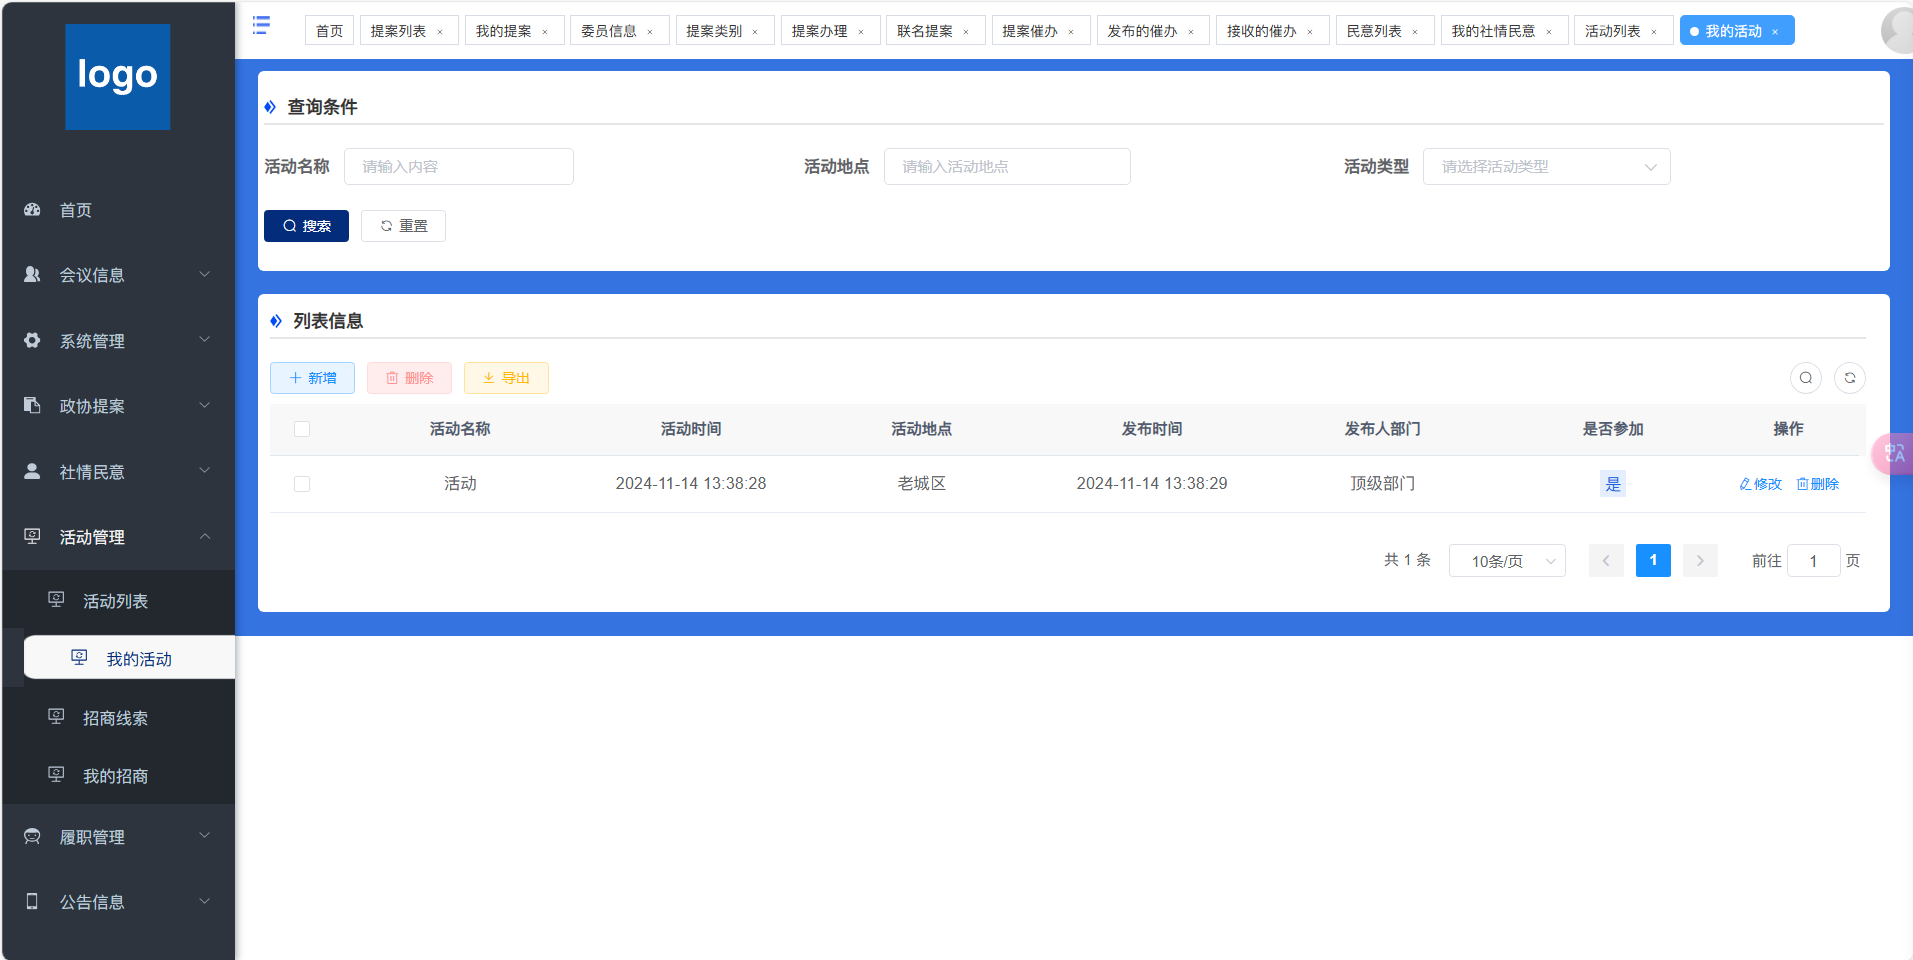 logo
首页
会议信息
系统管理
政协提案
社情民意
活动管理
活动列表
我的活动
招商线索
我的招商
履职管理
公告信息
首页 提案列表 × 我的提案 × 委员信息 × 提案类别 × 提案办理 × 联名提案 × 提案催办 × 发布的催办 × 接收的催办 × 民意列表 × 我的社情民意 × 活动列表 × 我的活动 ×
查询条件
活动名称 请输入内容 活动地点 请输入活动地点 活动类型 请选择活动类型
搜索 重置
列表信息
新增 删除 导出
活动名称 活动时间 活动地点 发布时间 发布人部门 是否参加 操作
活动 2024-11-14 13:38:28 老城区 2024-11-14 13:38:29 顶级部门 是 修改 删除
共 1 条 10条/页 1 前往 1 页
中A